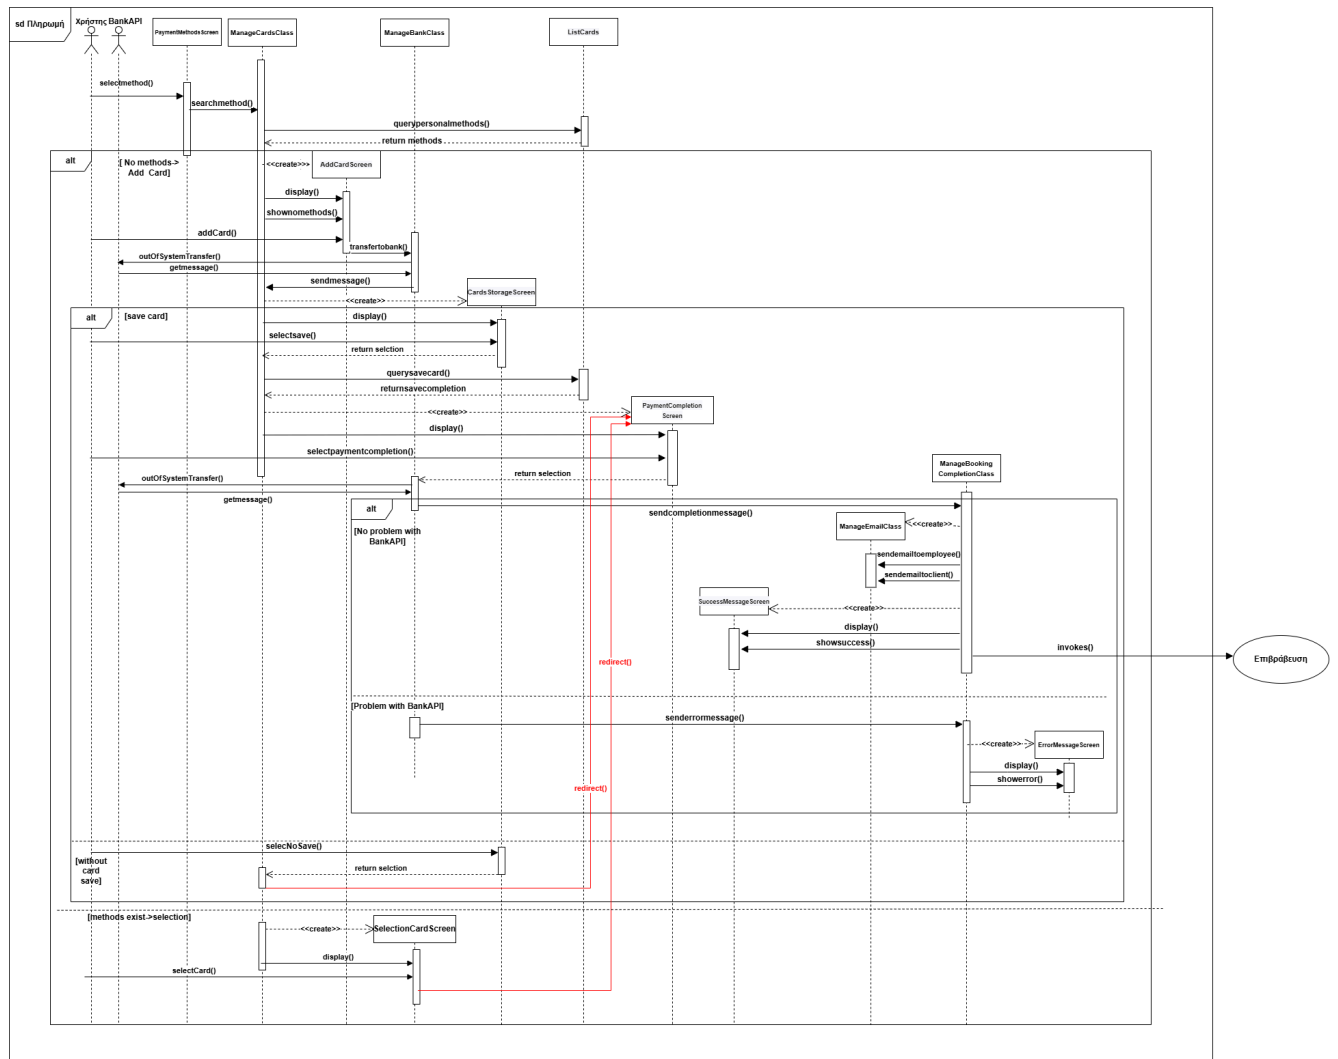 sd Πληρωμή
Χρήστης
BankAPI
PaymentMethodsScreen
ManageCardsClass
ManageBankClass
ListCards
selectmethod()
searchmethod()
querypersonalmethods()
return methods
alt
[ No methods->
Add Card]
<<create>>
AddCardScreen
display()
shownomethods()
addCard()
transfertobank()
outOfSystemTransfer()
getmessage()
sendmessage()
CardsStorageScreen
<<create>>
alt
[save card]
display()
selectsave()
return selction
querysavecard()
returnsavecompletion
<<create>>
PaymentCompletion
Screen
display()
selectpaymentcompletion()
ManageBooking
CompletionClass
return selection
outOfSystemTransfer()
getmessage()
alt
sendcompletionmessage()
[No problem with
BankAPI]
ManageEmailClass
<<create>>
sendemailtoemployee()
sendemailtoclient()
SuccessMessageScreen
<<create>>
display()
showsuccess()
invokes()
Επιβράβευση
redirect()
[Problem with BankAPI]
senderrormessage()
<<create>>
ErrorMessageScreen
display()
showerror()
redirect()
selecNoSave()
[without
card
save]
return selction
[methods exist->selection]
<<create>>
SelectionCardScreen
display()
selectCard()